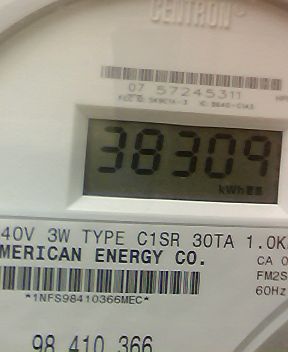 CENTRON®
07 57245311
38309
kWh
40V 3W TYPE C1SR 30TA 1.0K
MERICAN ENERGY CO.
CA 0
FM2S
60Hz
*1NFS98410366MEC*
98 410 366